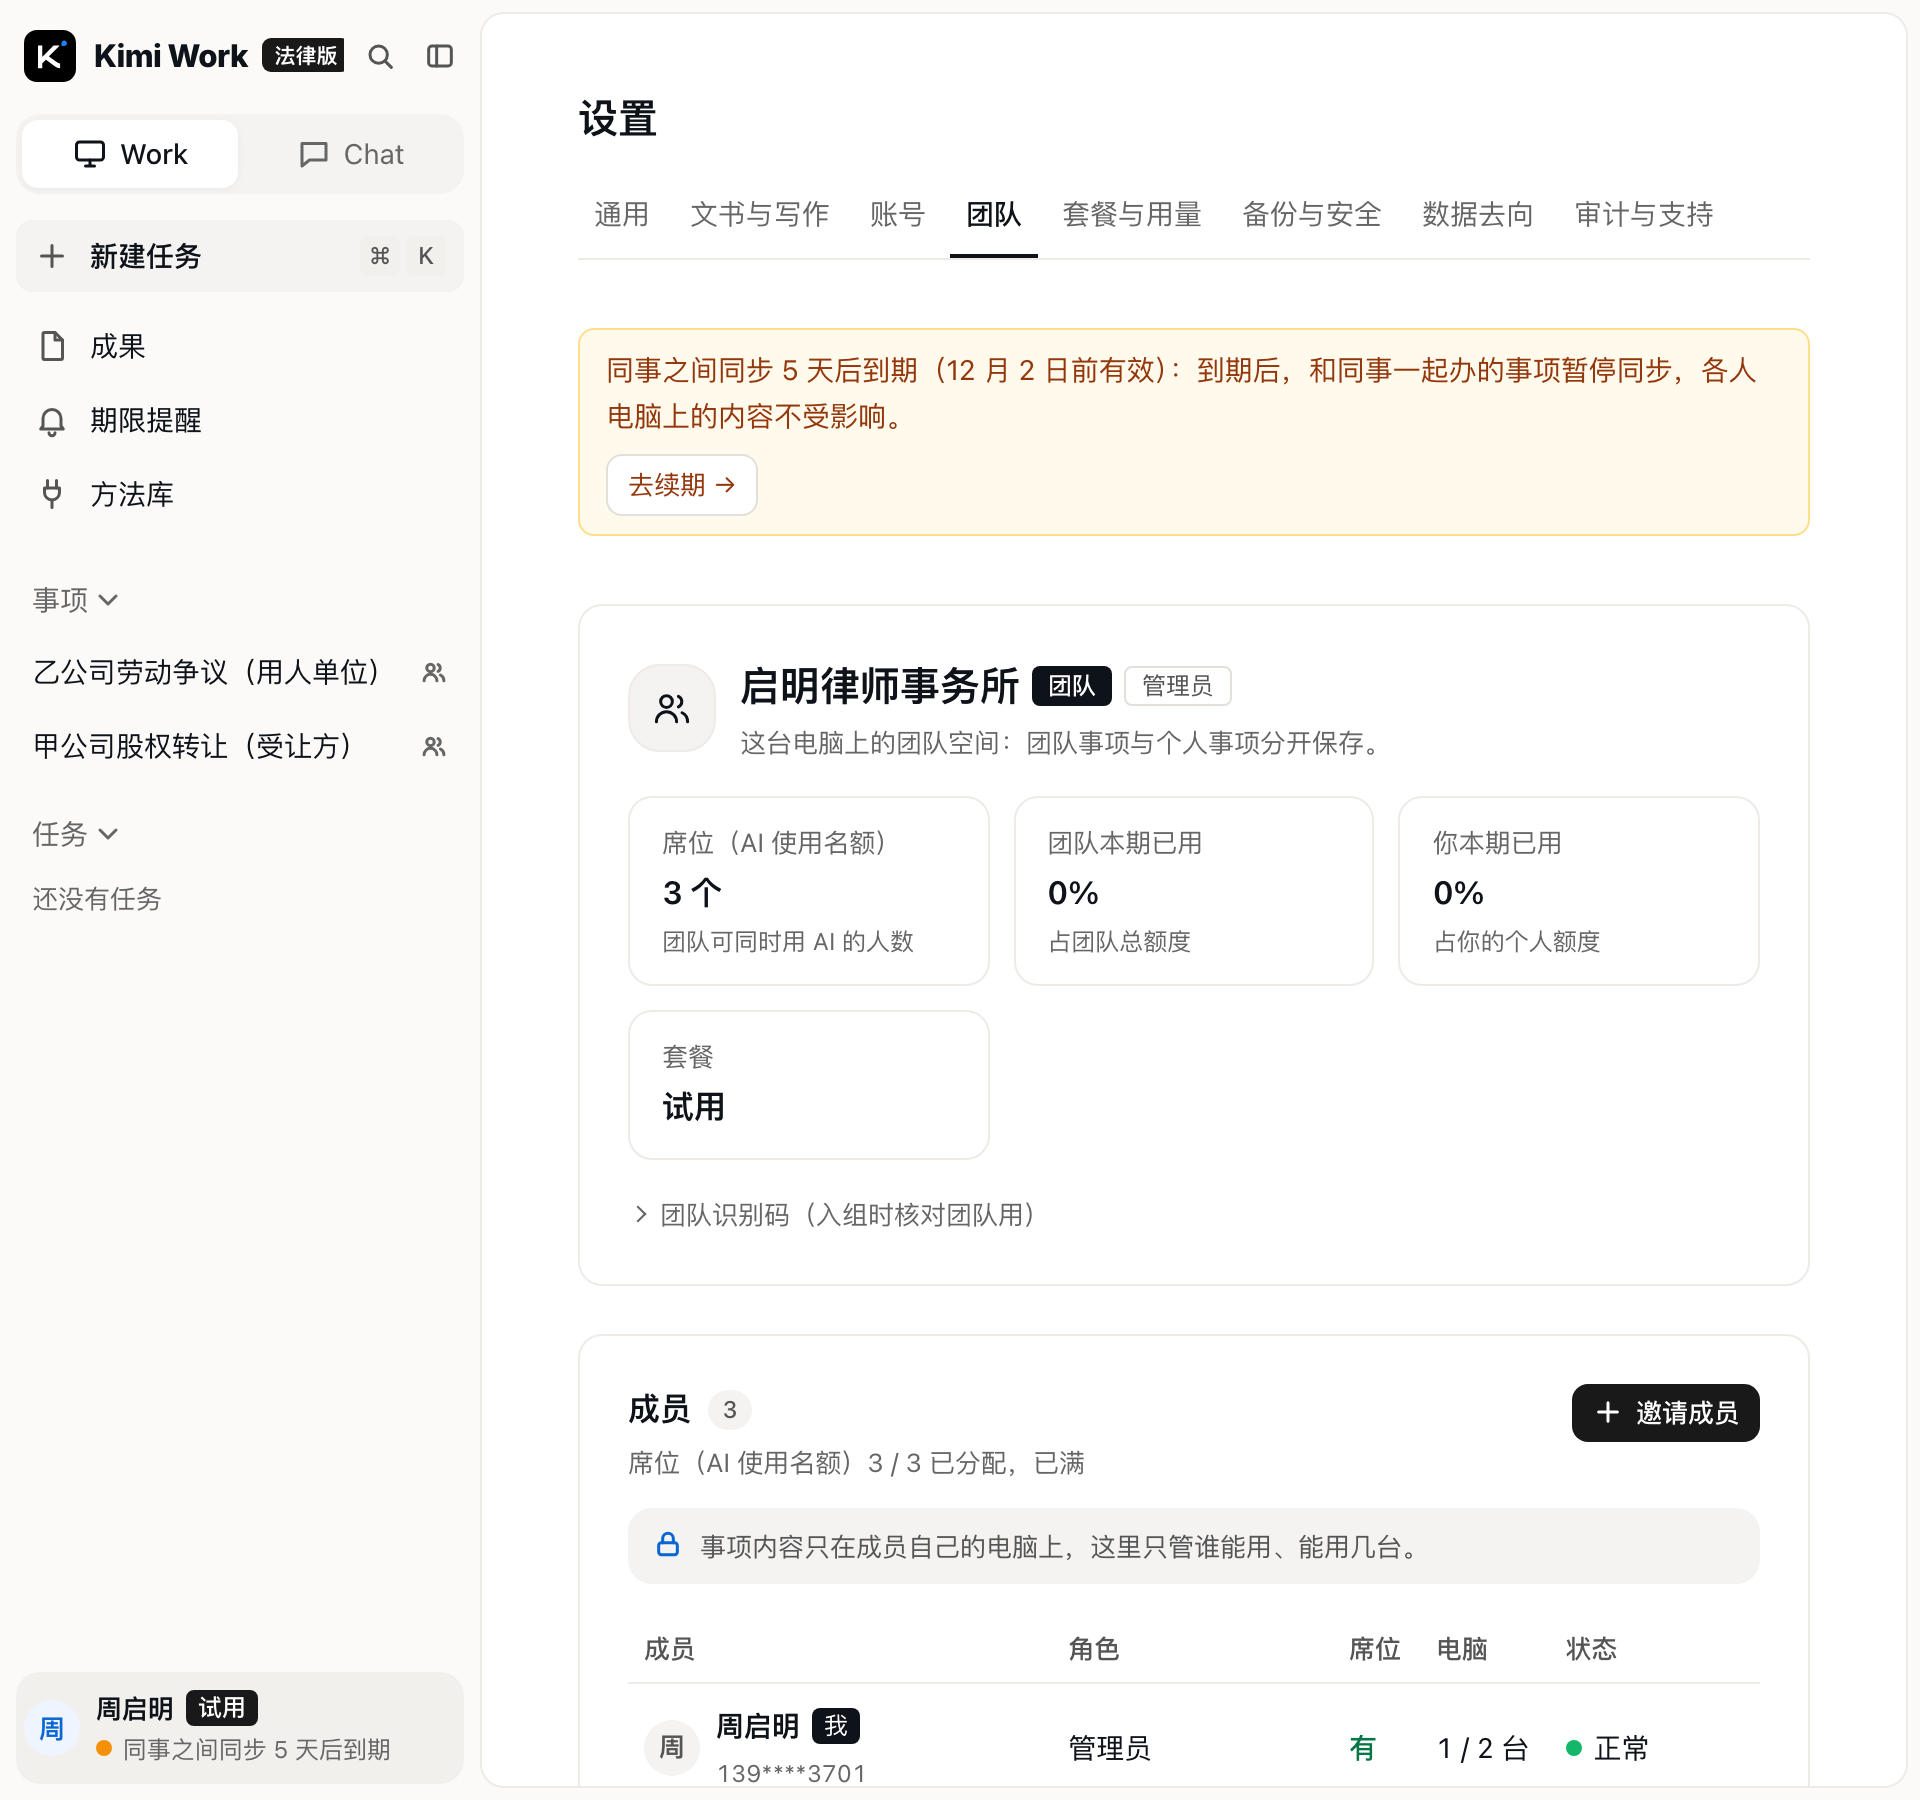 Kimi Work 法律版
Work
Chat
新建任务 ⌘ K
成果
期限提醒
方法库
事项
乙公司劳动争议（用人单位）
甲公司股权转让（受让方）
任务
还没有任务
周 周启明 试用
同事之间同步 5 天后到期
设置
通用 文书与写作 账号 团队 套餐与用量 备份与安全 数据去向 审计与支持
同事之间同步 5 天后到期（12 月 2 日前有效）：到期后，和同事一起办的事项暂停同步，各人
电脑上的内容不受影响。
去续期 →
启明律师事务所 团队 管理员
这台电脑上的团队空间：团队事项与个人事项分开保存。
席位（AI 使用名额）
3 个
团队可同时用 AI 的人数
团队本期已用
0%
占团队总额度
你本期已用
0%
占你的个人额度
套餐
试用
团队识别码（入组时核对团队用）
成员 3
邀请成员
席位（AI 使用名额）3 / 3 已分配，已满
事项内容只在成员自己的电脑上，这里只管谁能用、能用几台。
成员 角色 席位 电脑 状态
周 周启明 我 管理员 有 1 / 2 台 正常
139****3701